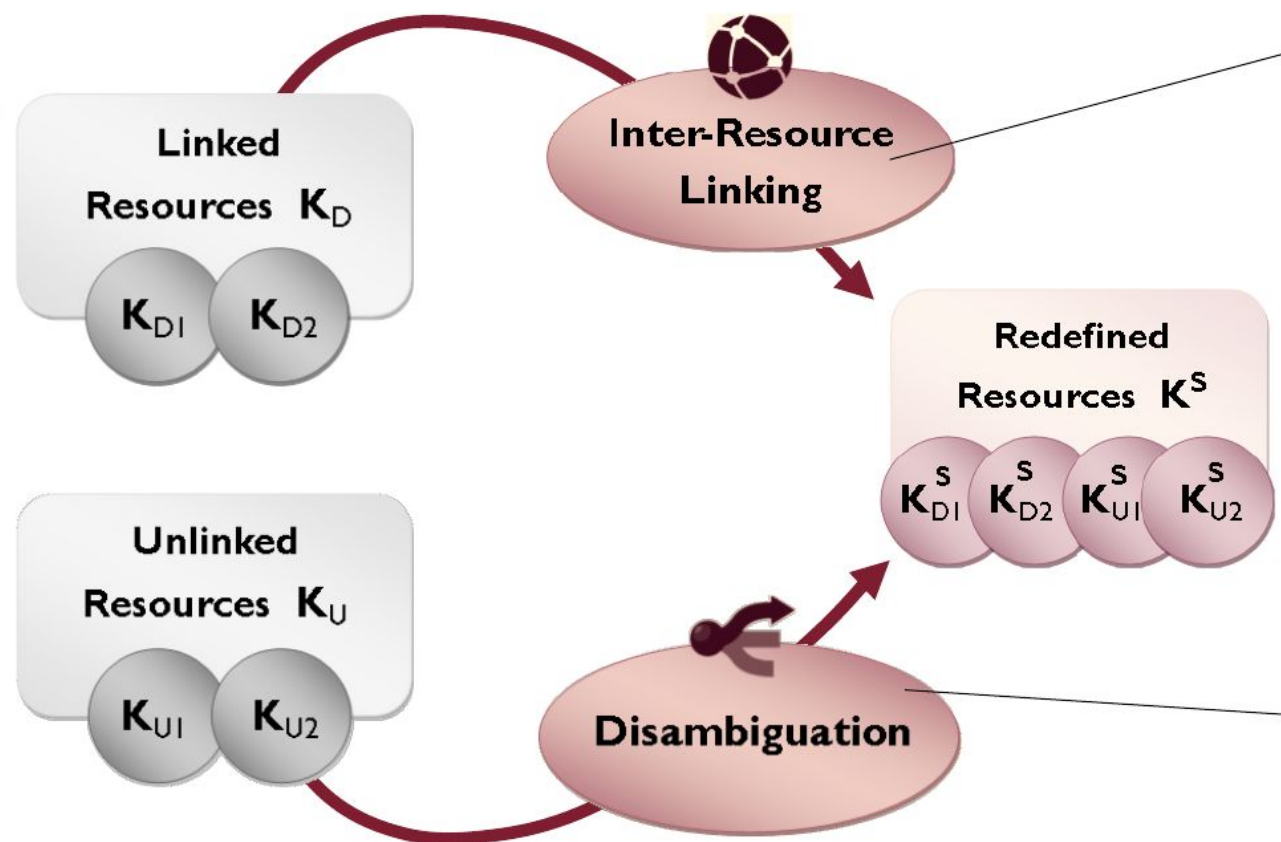 Linked
Resources K_D
K_D1 K_D2
Inter-Resource
Linking
Redefined
Resources K^S
K^S_D1 K^S_D2 K^S_U1 K^S_U2
Unlinked
Resources K_U
K_U1 K_U2
Disambiguation